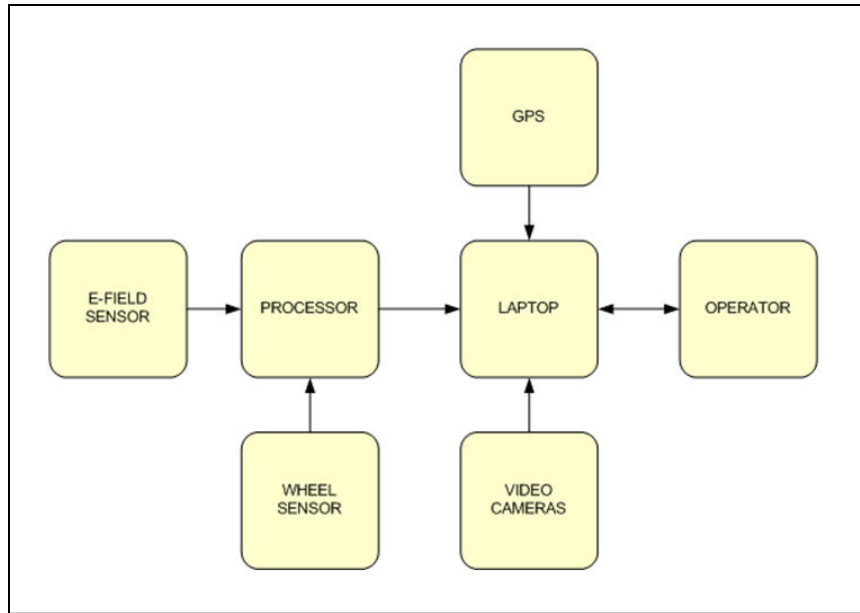 GPS
E-FIELD
SENSOR
PROCESSOR
LAPTOP
OPERATOR
WHEEL
SENSOR
VIDEO
CAMERAS